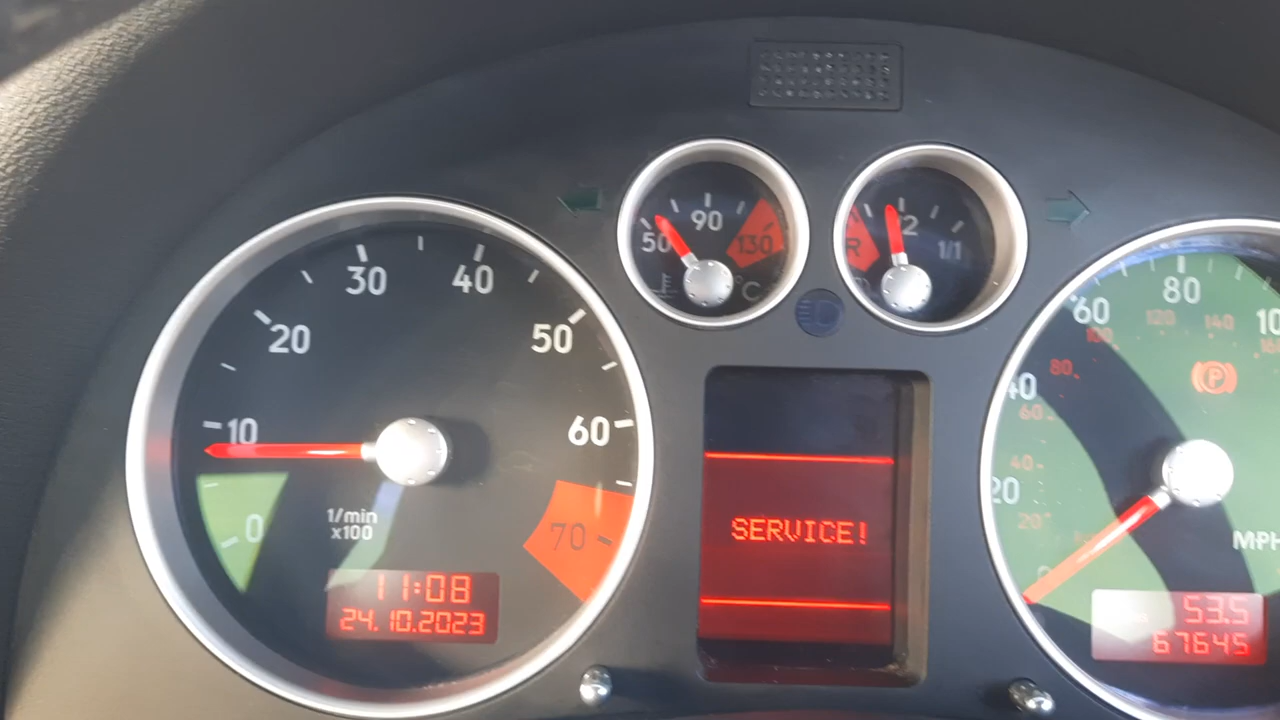 50 90 130 °C
R 1/2 1/1
0 10 20 30 40 50 60 70
1/min
x100
11:08
24.10.2023
SERVICE!
20 40 60 80
20 40 60 80 100 120 140
P
MPH
53.5
67645